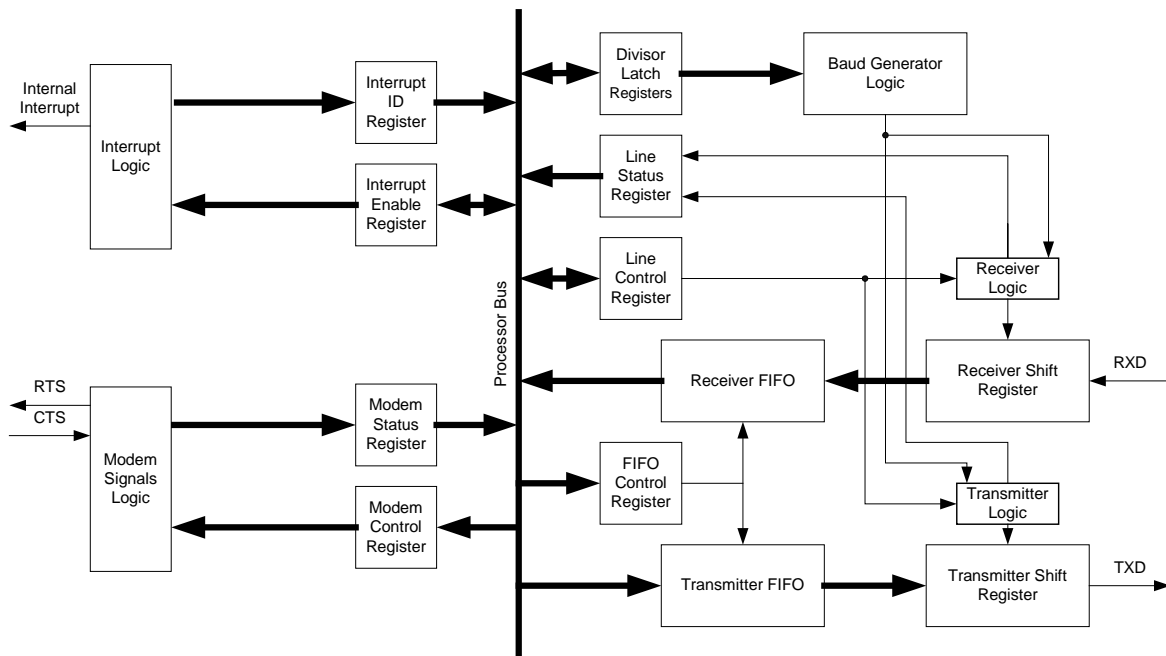 Internal
Interrupt
Interrupt
Logic
Interrupt
ID
Register
Interrupt
Enable
Register
RTS
CTS
Modem
Signals
Logic
Modem
Status
Register
Modem
Control
Register
Processor Bus
Divisor
Latch
Registers
Baud Generator
Logic
Line
Status
Register
Line
Control
Register
Receiver
Logic
Receiver FIFO
Receiver Shift
Register
RXD
FIFO
Control
Register
Transmitter
Logic
Transmitter FIFO
Transmitter Shift
Register
TXD